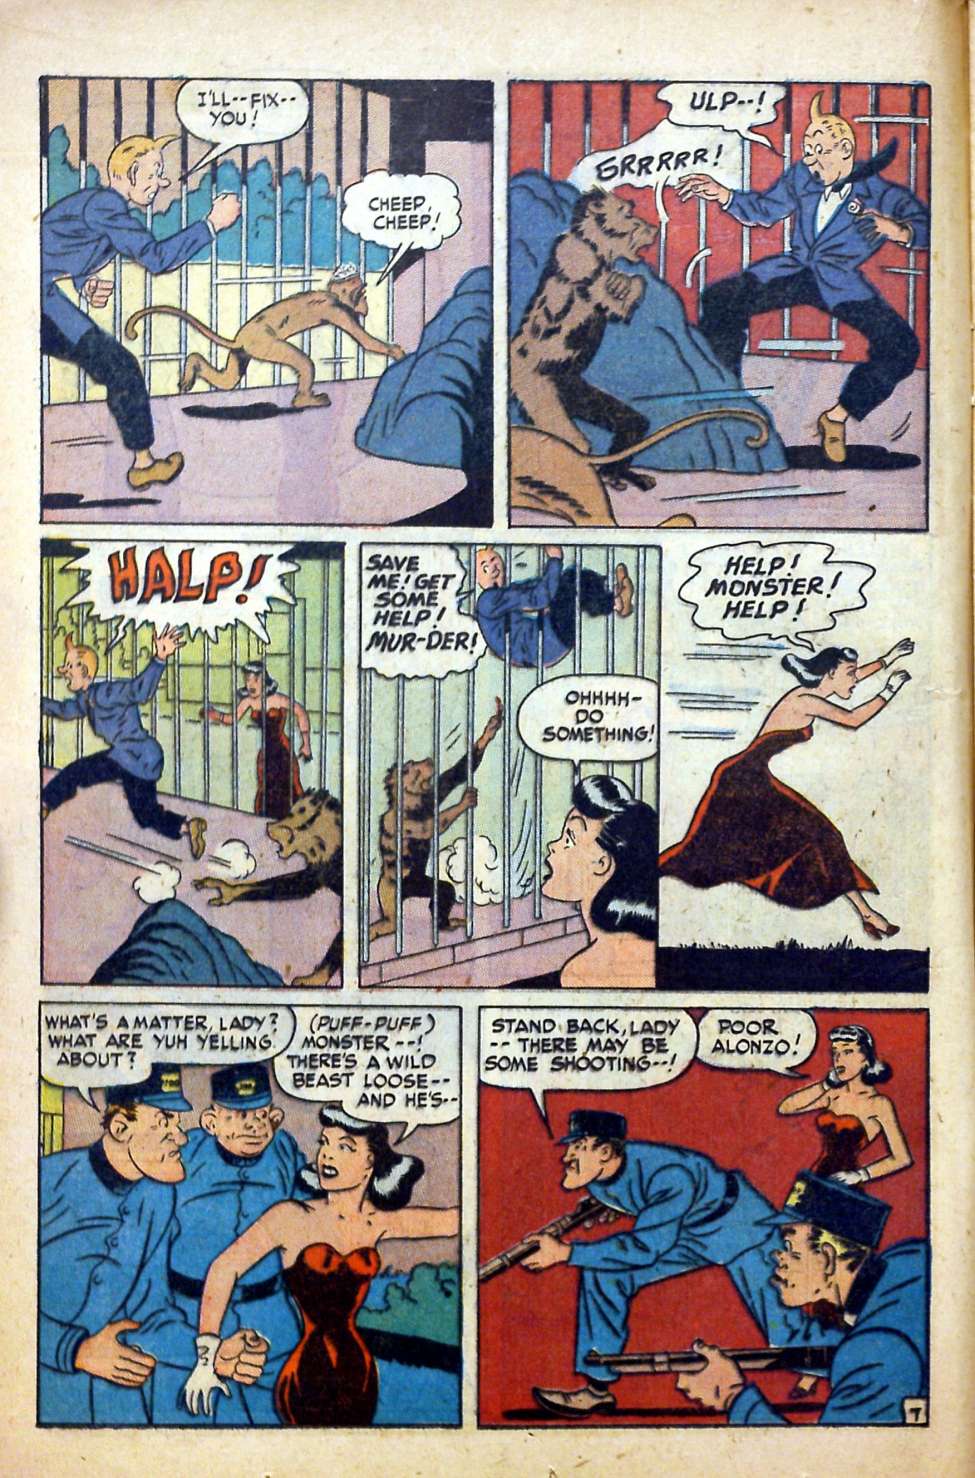 I'LL--FIX--
YOU!
CHEEP,
CHEEP!
GRRRRR!
ULP--!
HALP!
SAVE
ME! GET
SOME
HELP!
MUR-DER!
OHHHH-
DO
SOMETHING!
HELP!
MONSTER!
HELP!
WHAT'S A MATTER, LADY?
WHAT ARE YUH YELLING
ABOUT?
(PUFF-PUFF)
MONSTER--!
THERE'S A WILD
BEAST LOOSE--
AND HE'S--
STAND BACK, LADY
-- THERE MAY BE
SOME SHOOTING--!
POOR
ALONZO!
7